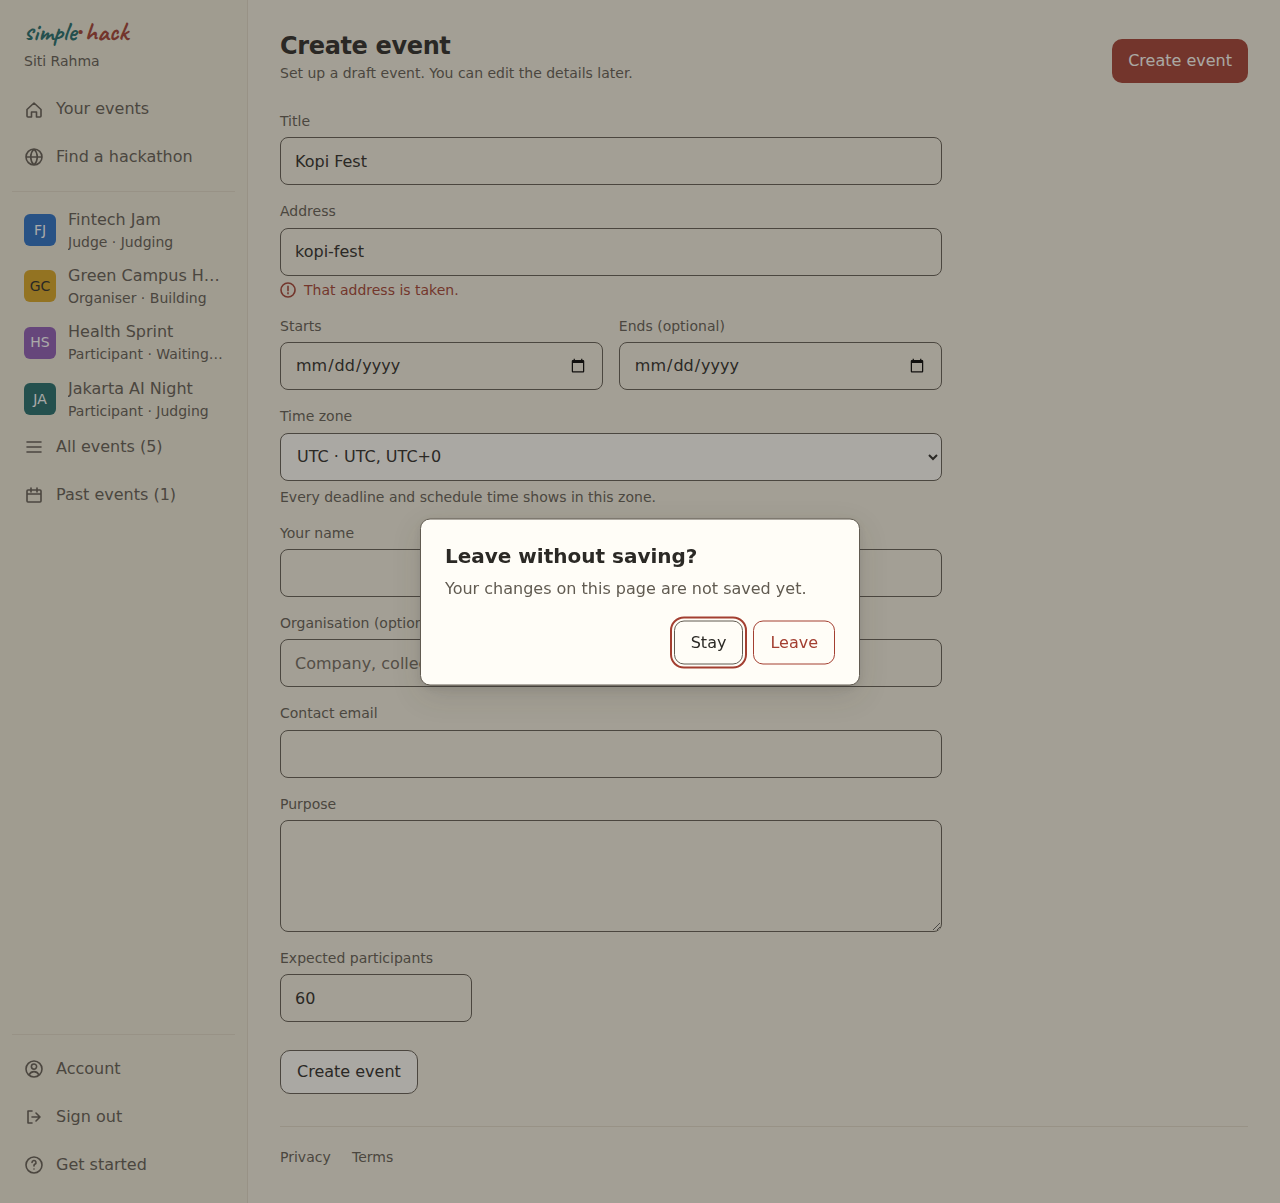 simple·hack
Siti Rahma
Your events
Find a hackathon
FJ
Fintech Jam
Judge · Judging
GC
Green Campus H...
Organiser · Building
HS
Health Sprint
Participant · Waiting...
JA
Jakarta AI Night
Participant · Judging
All events (5)
Past events (1)
Account
Sign out
Get started
Create event
Set up a draft event. You can edit the details later.
Create event
Title
Kopi Fest
Address
kopi-fest
That address is taken.
Starts
Ends (optional)
mm/dd/yyyy
mm/dd/yyyy
Time zone
UTC · UTC, UTC+0
Every deadline and schedule time shows in this zone.
Your name
Leave without saving?
Your changes on this page are not saved yet.
Stay
Leave
Organisation
Company,
Contact email
Purpose
Expected participants
60
Create event
Privacy
Terms